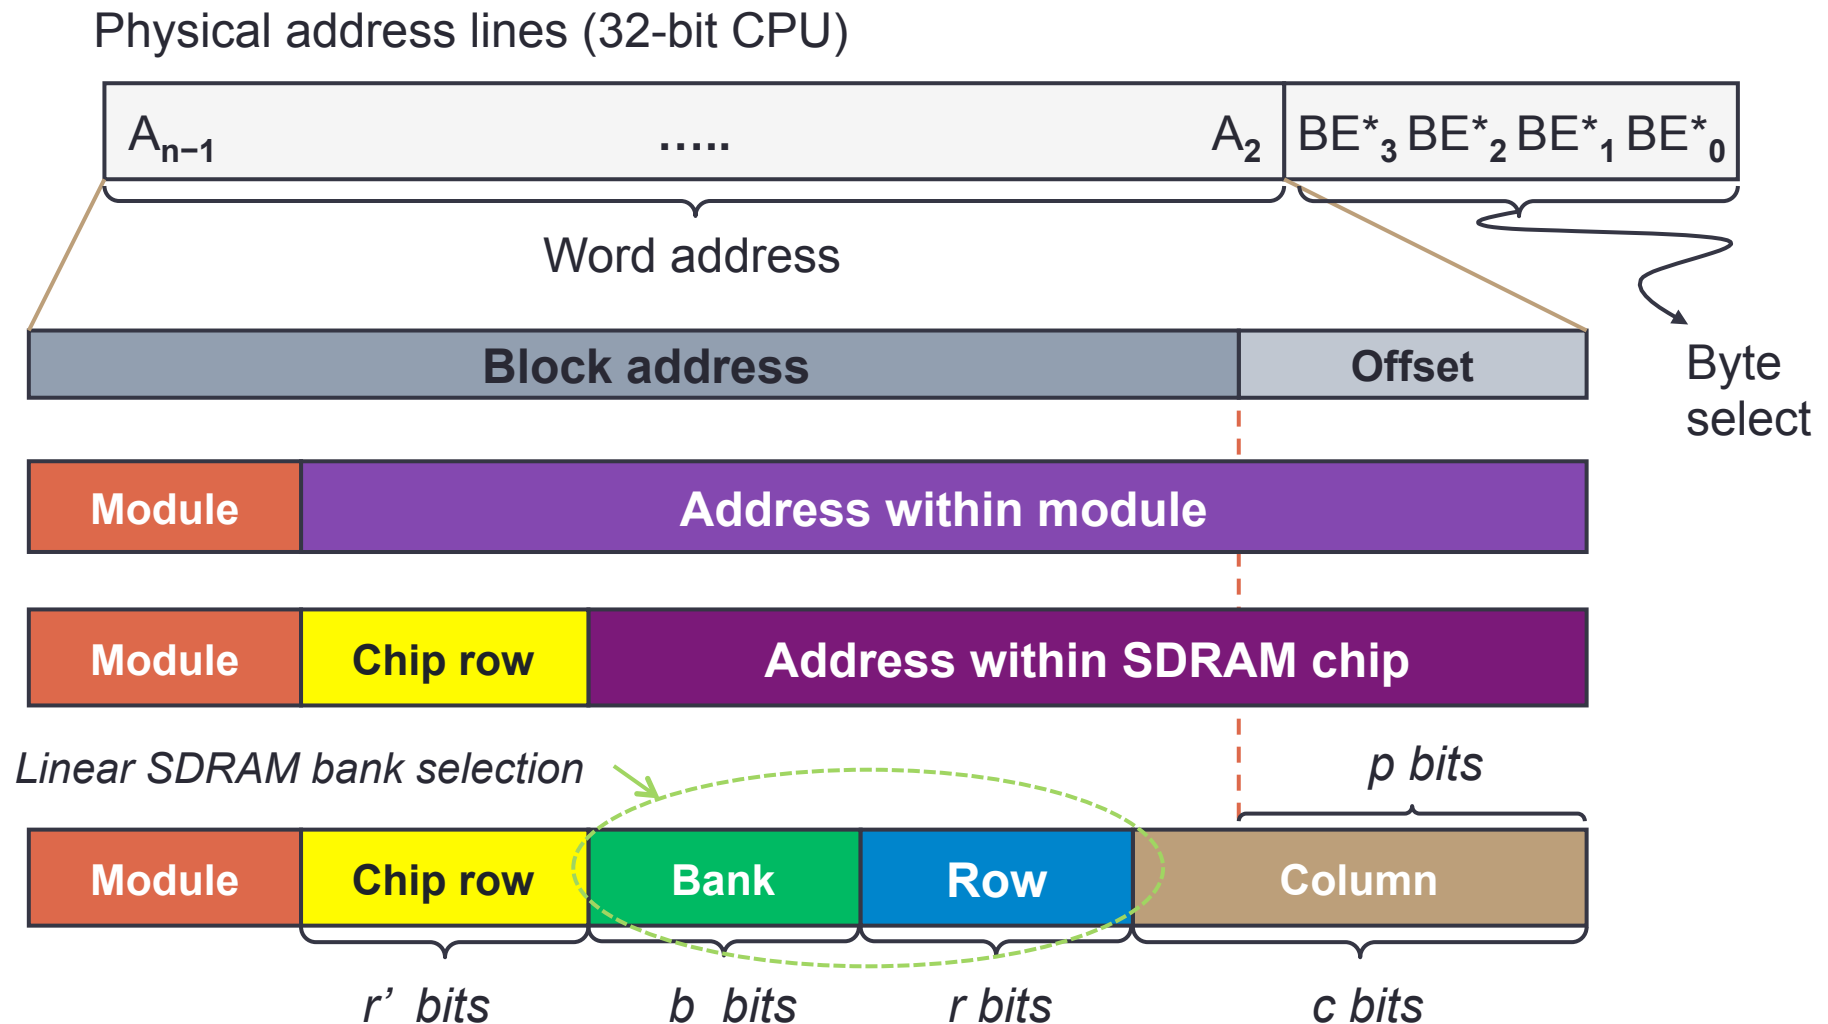 Physical address lines (32-bit CPU)
An−1 ..... A2 BE*3 BE*2 BE*1 BE*0
Word address
Block address Offset
Byte
select
Module Address within module
Module Chip row Address within SDRAM chip
Linear SDRAM bank selection
p bits
Module Chip row Bank Row Column
r’ bits b bits r bits c bits